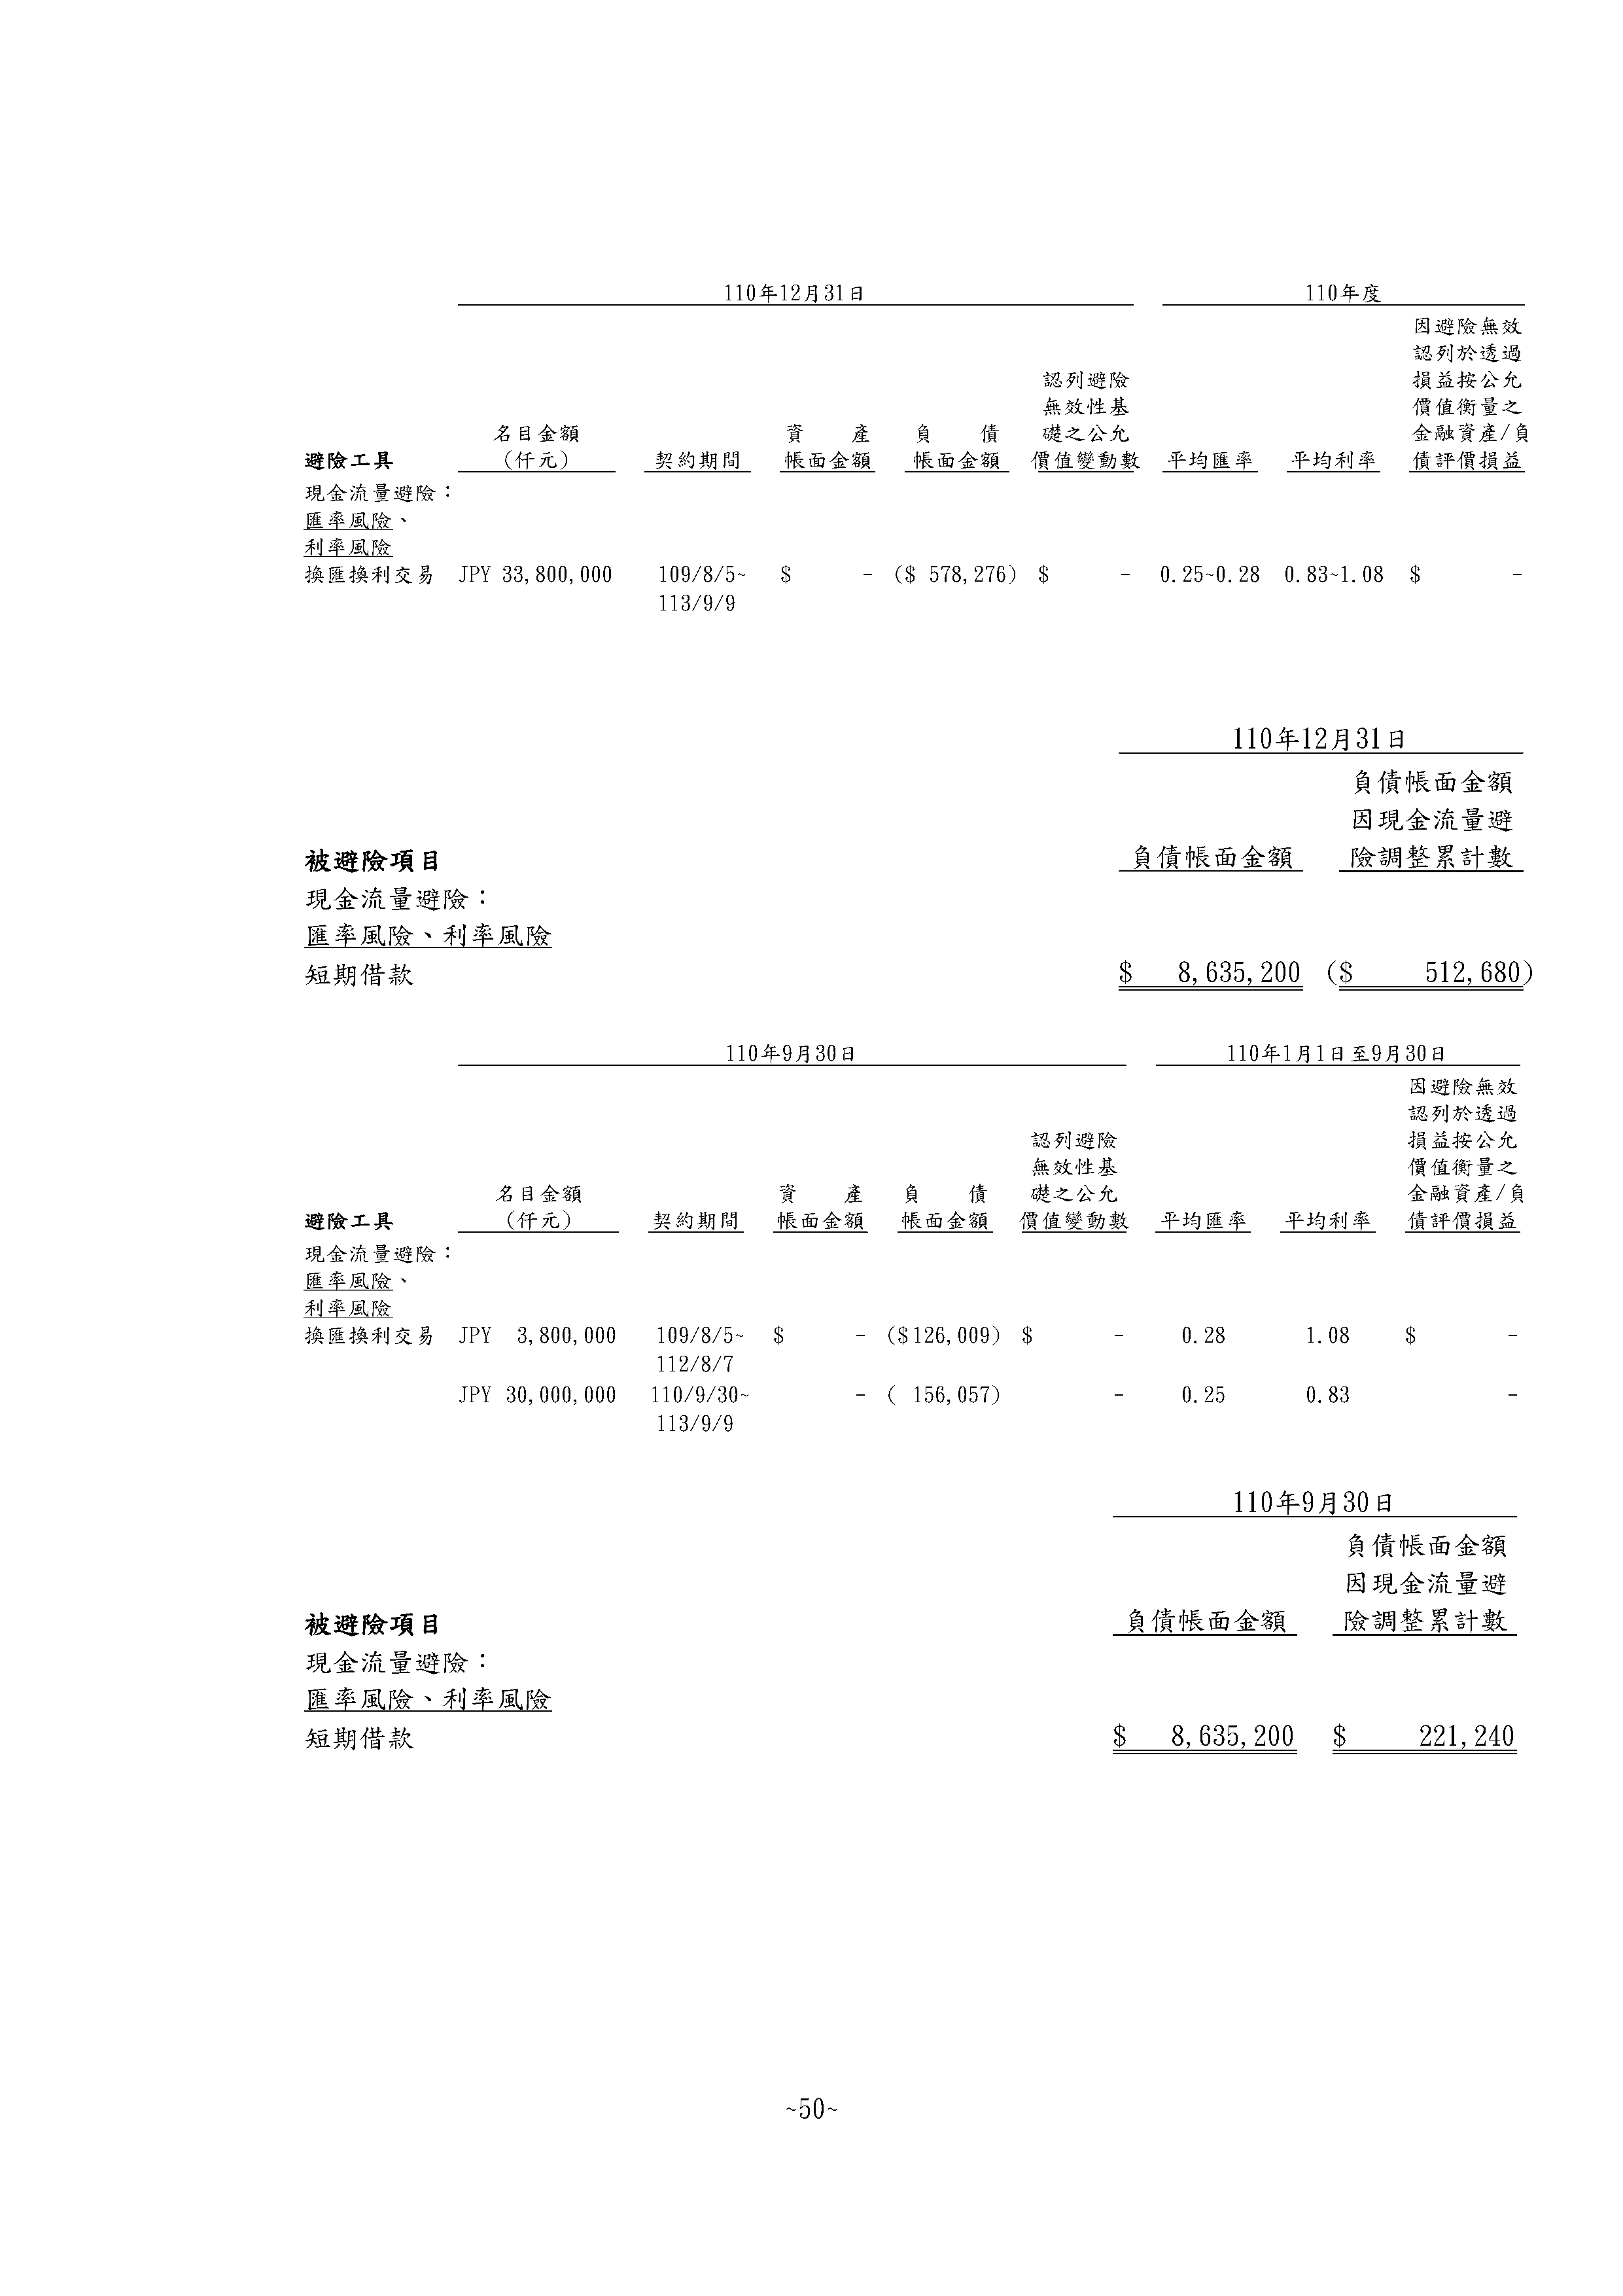 110年12月31日 110年度
因避險無效
認列於透過
認列避險 損益按公允
無效性基 價值衡量之
名目金額 資 產 負 債 礎之公允 金融資產/負
避險工具 (仟元) 契約期間 帳面金額 帳面金額 價值變動數 平均匯率 平均利率 債評價損益
現金流量避險：
匯率風險、
利率風險
換匯換利交易 JPY 33,800,000 109/8/5~ $ - ($ 578,276) $ - 0.25~0.28 0.83~1.08 $ -
113/9/9
110年12月31日
負債帳面金額
因現金流量避
被避險項目 負債帳面金額 險調整累計數
現金流量避險：
匯率風險、利率風險
短期借款 $ 8,635,200 ($ 512,680)
110年9月30日 110年1月1日至9月30日
因避險無效
認列於透過
認列避險 損益按公允
無效性基 價值衡量之
名目金額 資 產 負 債 礎之公允 金融資產/負
避險工具 (仟元) 契約期間 帳面金額 帳面金額 價值變動數 平均匯率 平均利率 債評價損益
現金流量避險：
匯率風險、
利率風險
換匯換利交易 JPY 3,800,000 109/8/5~ $ - ($126,009) $ - 0.28 1.08 $ -
112/8/7
JPY 30,000,000 110/9/30~ - ( 156,057) - 0.25 0.83 -
113/9/9
110年9月30日
負債帳面金額
因現金流量避
被避險項目 負債帳面金額 險調整累計數
現金流量避險：
匯率風險、利率風險
短期借款 $ 8,635,200 $ 221,240
~50~